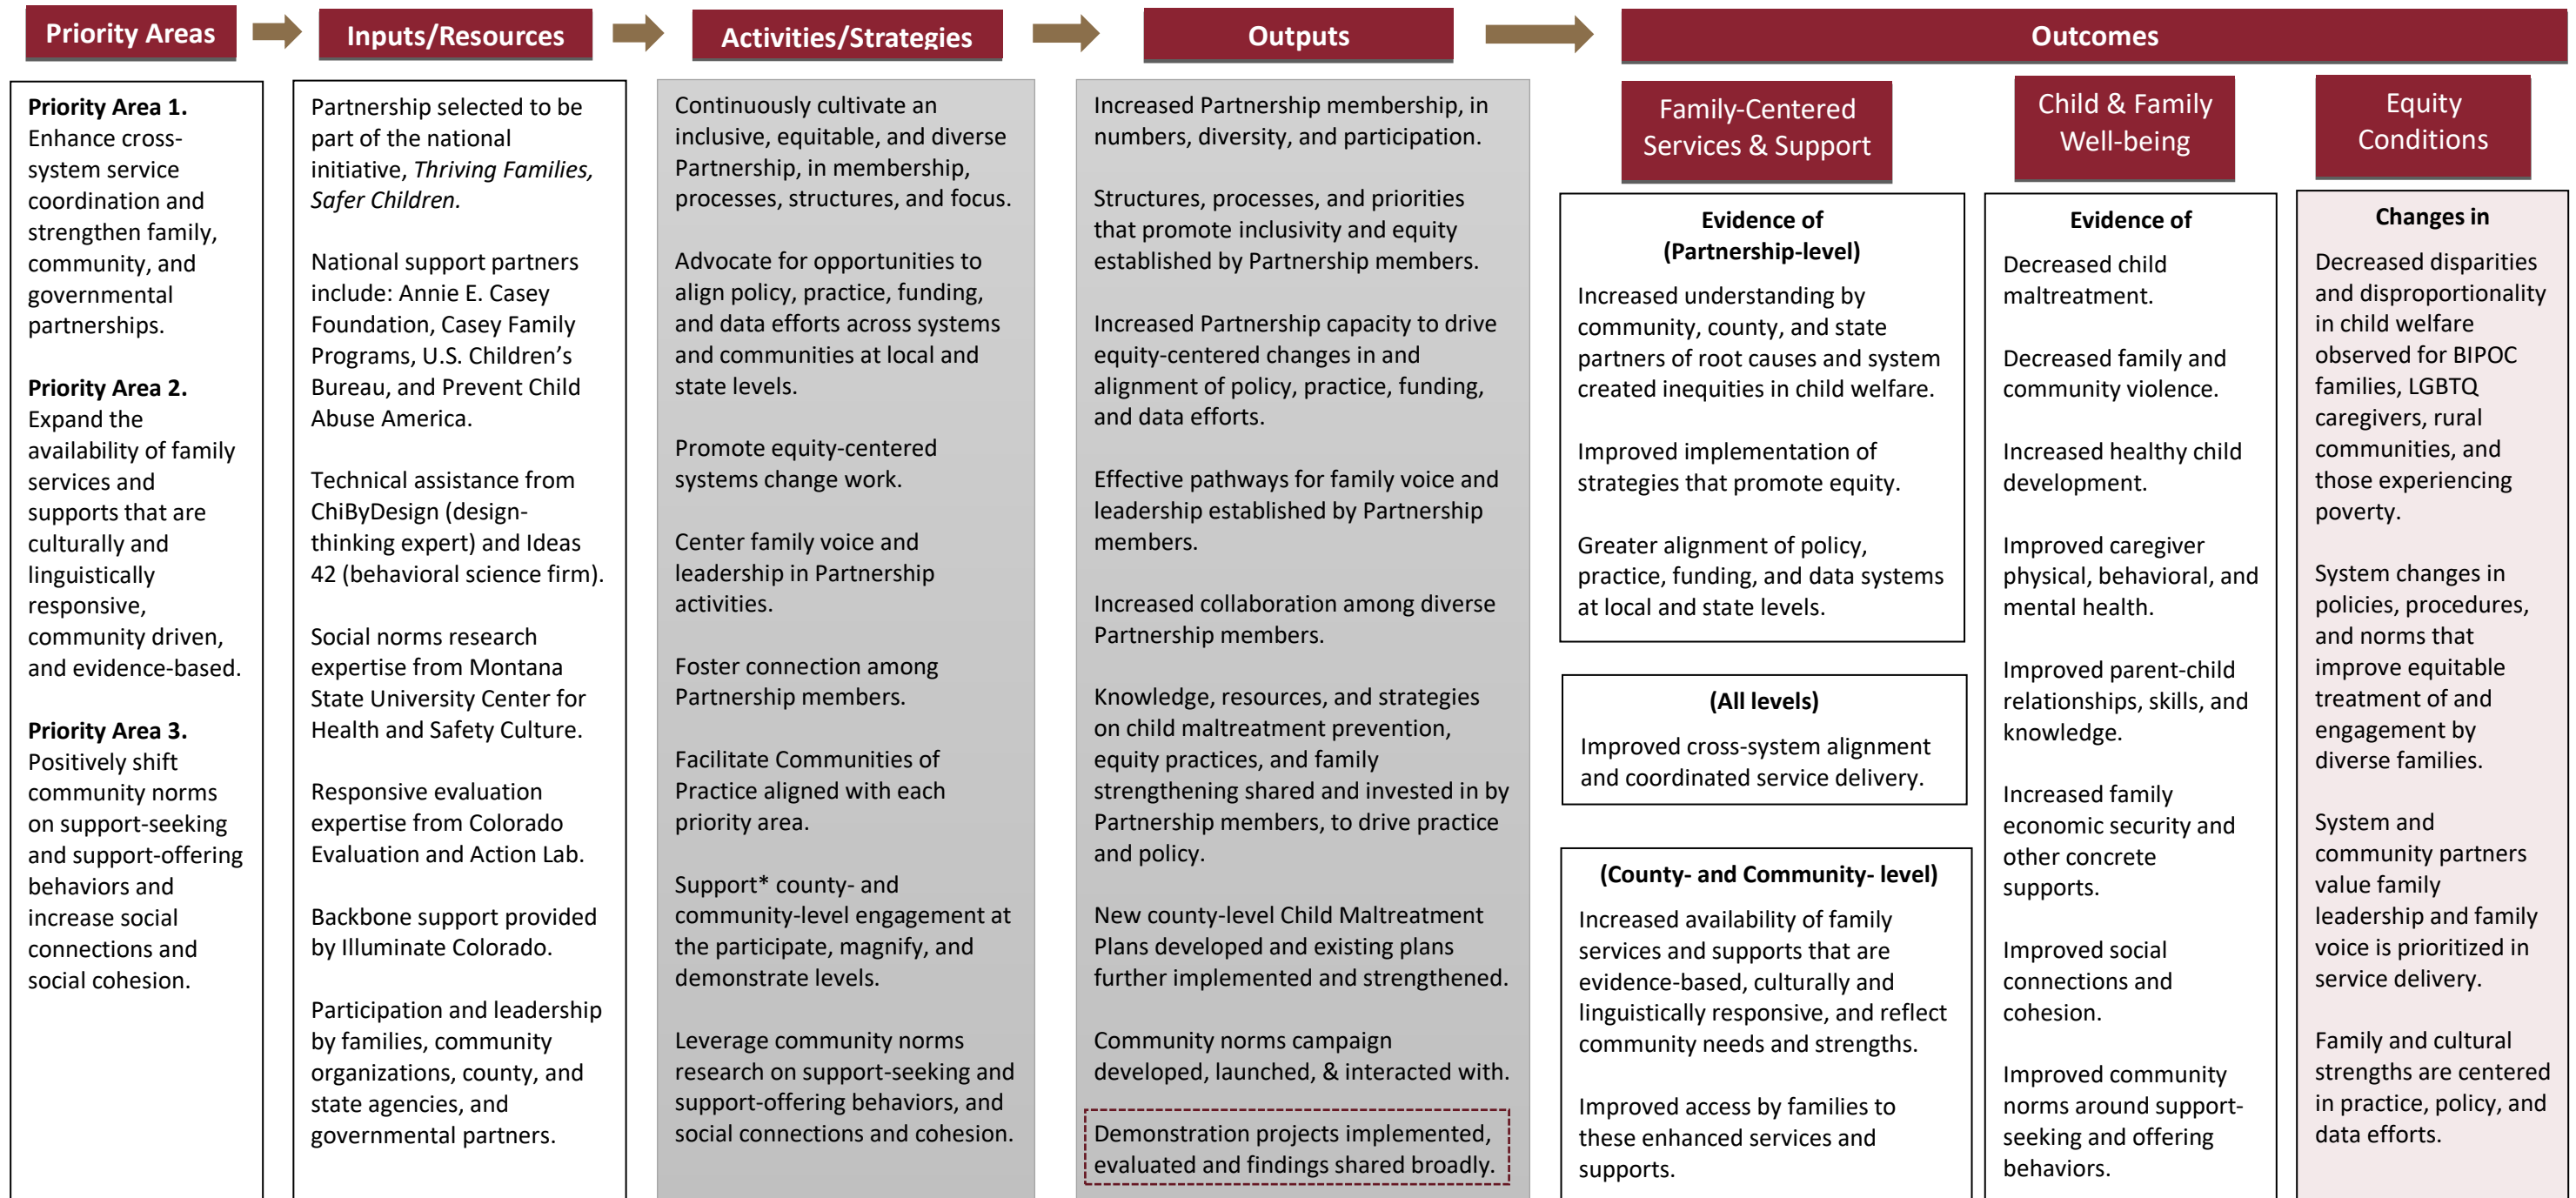 Priority Areas
Inputs/Resources
Activities/Strategies
Outputs
Outcomes
Priority Area 1.
Enhance cross-
system service
coordination and
strengthen family,
community, and
governmental
partnerships.
Priority Area 2.
Expand the
availability of family
services and
supports that are
culturally and
linguistically
responsive,
community driven,
and evidence-based.
Priority Area 3.
Positively shift
community norms
on support-seeking
and support-offering
behaviors and
increase social
connections and
social cohesion.
Partnership selected to be
part of the national
initiative, Thriving Families,
Safer Children.
National support partners
include: Annie E. Casey
Foundation, Casey Family
Programs, U.S. Children’s
Bureau, and Prevent Child
Abuse America.
Technical assistance from
ChiByDesign (design-
thinking expert) and Ideas
42 (behavioral science firm).
Social norms research
expertise from Montana
State University Center for
Health and Safety Culture.
Responsive evaluation
expertise from Colorado
Evaluation and Action Lab.
Backbone support provided
by Illuminate Colorado.
Participation and leadership
by families, community
organizations, county, and
state agencies, and
governmental partners.
Continuously cultivate an
inclusive, equitable, and diverse
Partnership, in membership,
processes, structures, and focus.
Advocate for opportunities to
align policy, practice, funding,
and data efforts across systems
and communities at local and
state levels.
Promote equity-centered
systems change work.
Center family voice and
leadership in Partnership
activities.
Foster connection among
Partnership members.
Facilitate Communities of
Practice aligned with each
priority area.
Support* county- and
community-level engagement at
the participate, magnify, and
demonstrate levels.
Leverage community norms
research on support-seeking and
support-offering behaviors, and
social connections and cohesion.
Increased Partnership membership, in
numbers, diversity, and participation.
Structures, processes, and priorities
that promote inclusivity and equity
established by Partnership members.
Increased Partnership capacity to drive
equity-centered changes in and
alignment of policy, practice, funding,
and data efforts.
Effective pathways for family voice and
leadership established by Partnership
members.
Increased collaboration among diverse
Partnership members.
Knowledge, resources, and strategies
on child maltreatment prevention,
equity practices, and family
strengthening shared and invested in by
Partnership members, to drive practice
and policy.
New county-level Child Maltreatment
Plans developed and existing plans
further implemented and strengthened.
Community norms campaign
developed, launched, & interacted with.
Demonstration projects implemented,
evaluated and findings shared broadly.
Family-Centered
Services & Support
Evidence of
(Partnership-level)
Increased understanding by
community, county, and state
partners of root causes and system
created inequities in child welfare.
Improved implementation of
strategies that promote equity.
Greater alignment of policy,
practice, funding, and data systems
at local and state levels.
(All levels)
Improved cross-system alignment
and coordinated service delivery.
(County- and Community- level)
Increased availability of family
services and supports that are
evidence-based, culturally and
linguistically responsive, and reflect
community needs and strengths.
Improved access by families to
these enhanced services and
supports.
Child & Family
Well-being
Evidence of
Decreased child
maltreatment.
Decreased family and
community violence.
Increased healthy child
development.
Improved caregiver
physical, behavioral, and
mental health.
Improved parent-child
relationships, skills, and
knowledge.
Increased family
economic security and
other concrete
supports.
Improved social
connections and
cohesion.
Improved community
norms around support-
seeking and offering
behaviors.
Equity
Conditions
Changes in
Decreased disparities
and disproportionality
in child welfare
observed for BIPOC
families, LGBTQ
caregivers, rural
communities, and
those experiencing
poverty.
System changes in
policies, procedures,
and norms that
improve equitable
treatment of and
engagement by
diverse families.
System and
community partners
value family
leadership and family
voice is prioritized in
service delivery.
Family and cultural
strengths are centered
in practice, policy, and
data efforts.